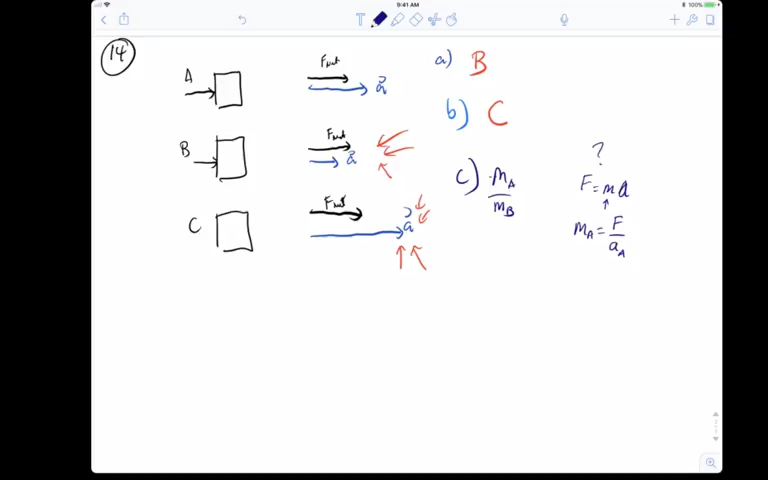 9:41 AM
100%
T
14
A
Fnet
a
a) B
b) C
B
Fnet
a
?
c) mA
mB
F=ma
C
Fnet
a
mA = F
aA